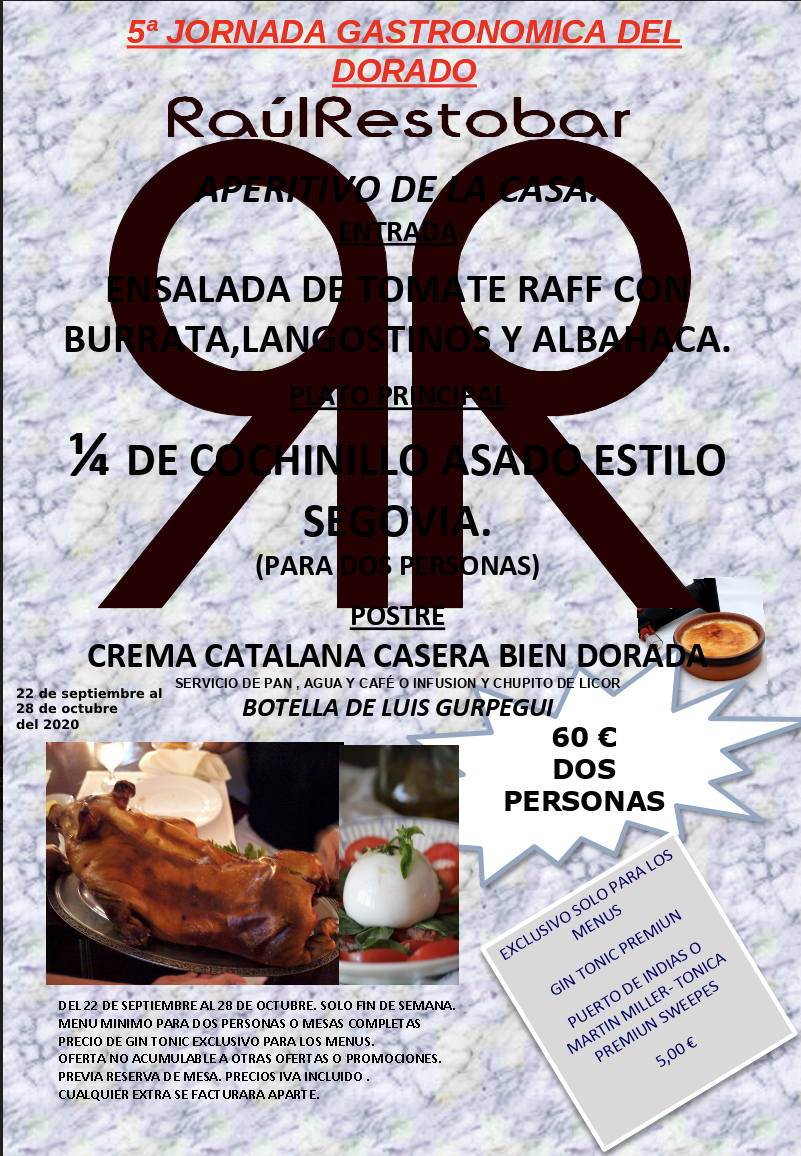 5ª JORNADA GASTRONOMICA DEL
DORADO
RaúlRestobar
APERITIVO DE LA CASA.
ENTRADA
ENSALADA DE TOMATE RAFF CON
BURRATA,LANGOSTINOS Y ALBAHACA.
PLATO PRINCIPAL
¼ DE COCHINILLO ASADO ESTILO
SEGOVIA.
(PARA DOS PERSONAS)
POSTRE
CREMA CATALANA CASERA BIEN DORADA
SERVICIO DE PAN , AGUA Y CAFÉ O INFUSION Y CHUPITO DE LICOR
BOTELLA DE LUIS GURPEGUI
22 de septiembre al
28 de octubre
del 2020
60 €
DOS
PERSONAS
EXCLUSIVO SOLO PARA LOS
MENUS
GIN TONIC PREMIUN
PUERTO DE INDIAS O
MARTIN MILLER- TONICA
PREMIUN SWEEPES
5,00 €
DEL 22 DE SEPTIEMBRE AL 28 DE OCTUBRE. SOLO FIN DE SEMANA.
MENU MINIMO PARA DOS PERSONAS O MESAS COMPLETAS
PRECIO DE GIN TONIC EXCLUSIVO PARA LOS MENUS.
OFERTA NO ACUMULABLE A OTRAS OFERTAS O PROMOCIONES.
PREVIA RESERVA DE MESA. PRECIOS IVA INCLUIDO .
CUALQUIER EXTRA SE FACTURARA APARTE.